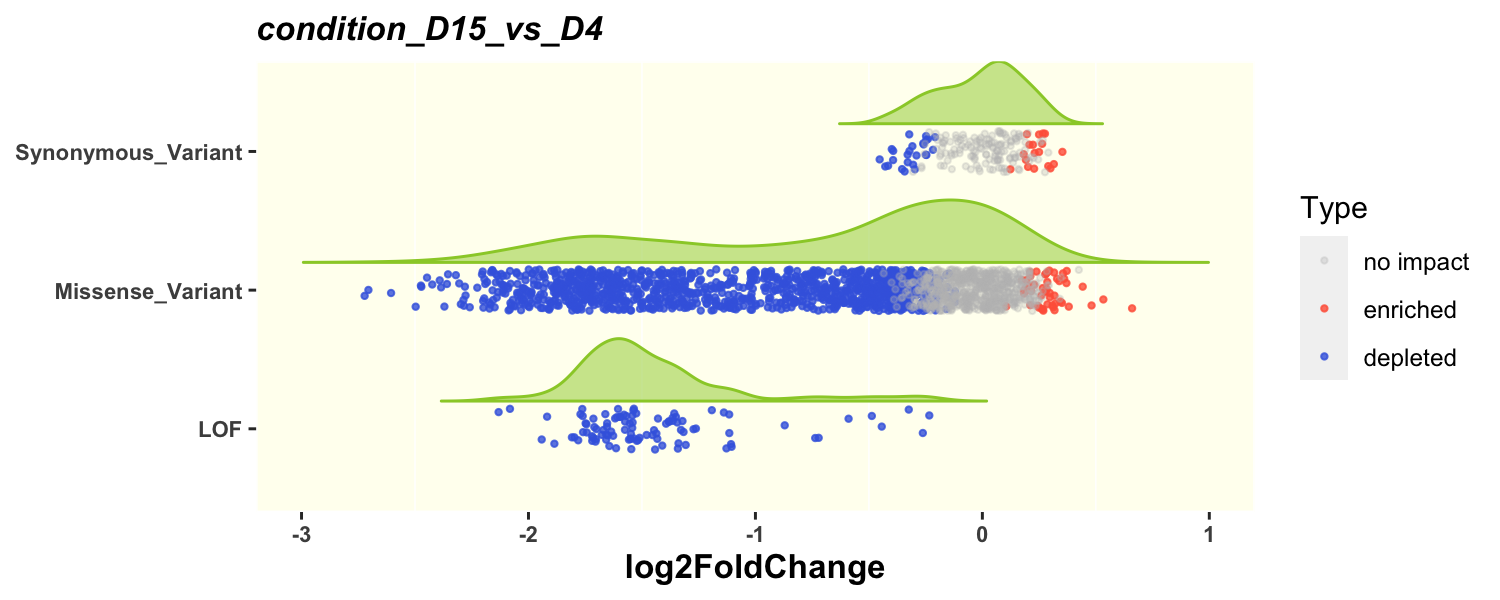 condition_D15_vs_D4
Synonymous_Variant
Missense_Variant
LOF
-3 -2 -1 0 1
log2FoldChange
Type
no impact
enriched
depleted